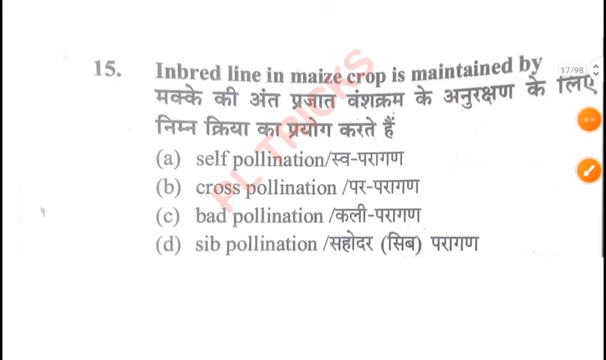 15. Inbred line in maize crop is maintained by
17/98
मक्के की अंत प्रजात वंशक्रम के अनुरक्षण के लिए
निम्न क्रिया का प्रयोग करते हैं
(a) self pollination/स्व-परागण
(b) cross pollination /पर-परागण
(c) bad pollination /कली-परागण
(d) sib pollination /सहोदर (सिब) परागण
PL TRICKS